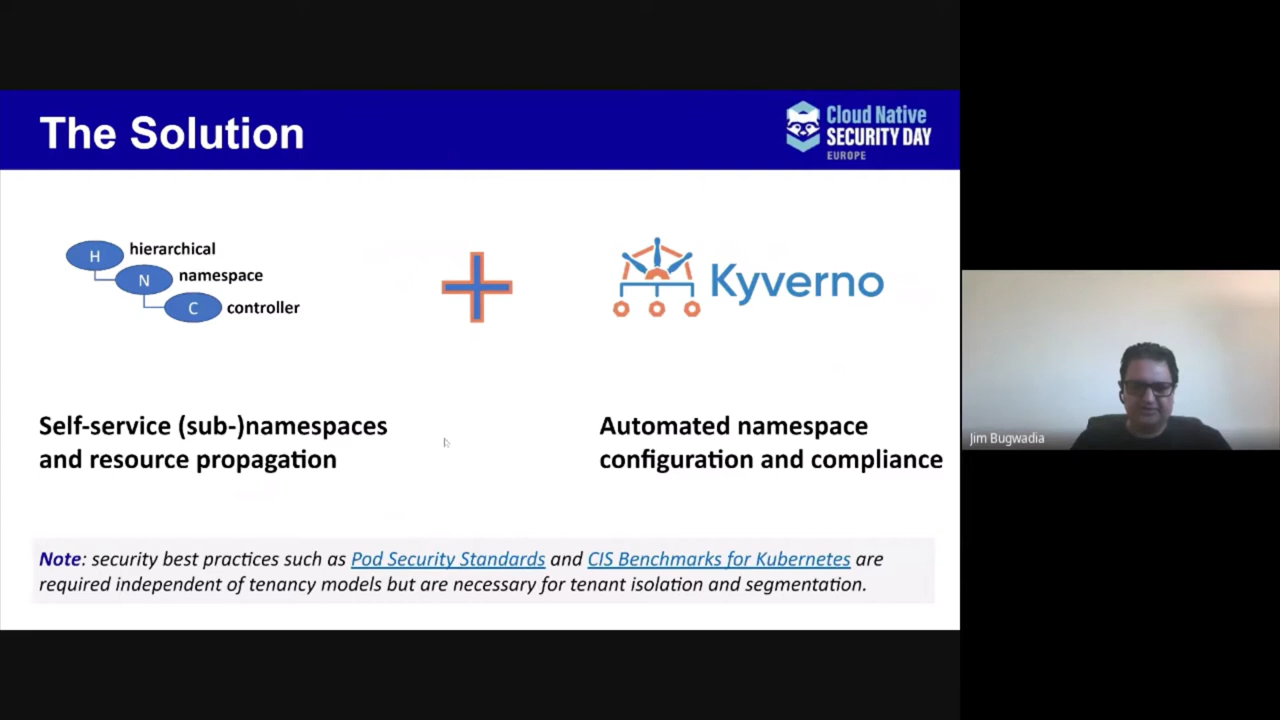 The Solution
Cloud Native
SECURITY DAY
EUROPE
H hierarchical
N namespace
C controller
Kyverno
Self-service (sub-)namespaces
and resource propagation
Automated namespace
configuration and compliance
Note: security best practices such as Pod Security Standards and CIS Benchmarks for Kubernetes are
required independent of tenancy models but are necessary for tenant isolation and segmentation.
Jim Bugwadia